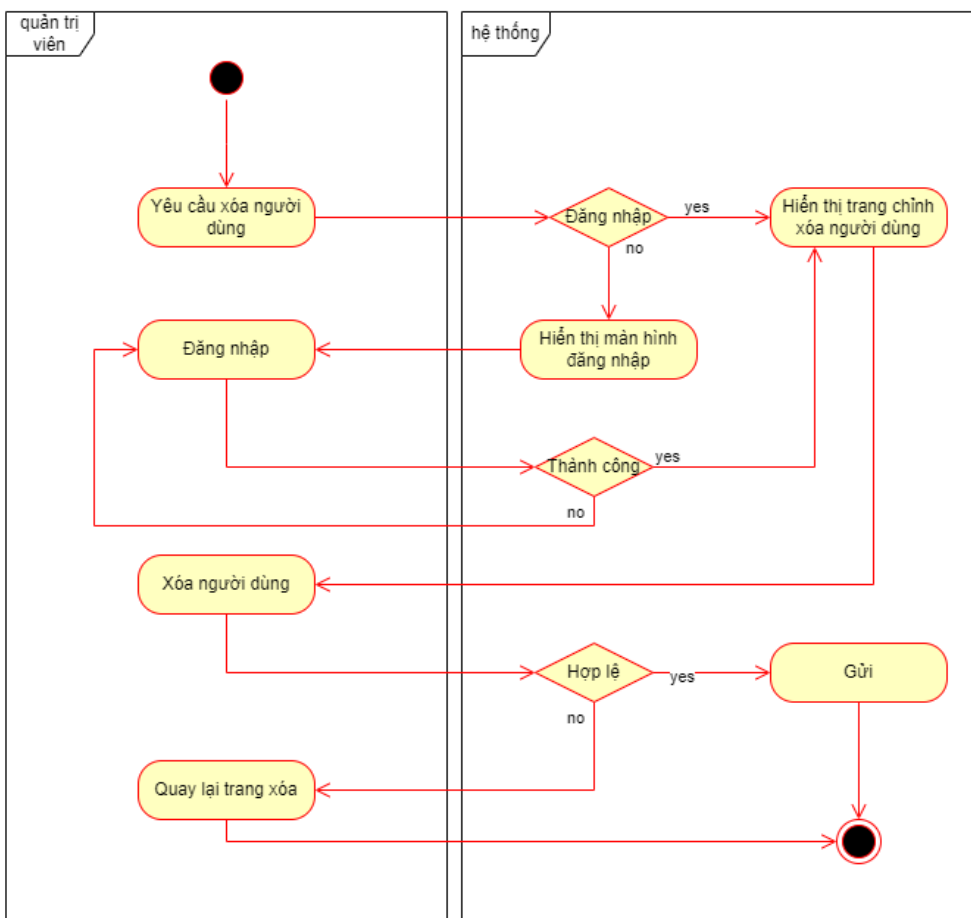 quản trị
viên
hệ thống
Yêu cầu xóa người
dùng
Đăng nhập
yes
no
Hiển thị trang chỉnh
xóa người dùng
Đăng nhập
Hiển thị màn hình
đăng nhập
Thành công
yes
no
Xóa người dùng
Hợp lệ
yes
no
Gửi
Quay lại trang xóa